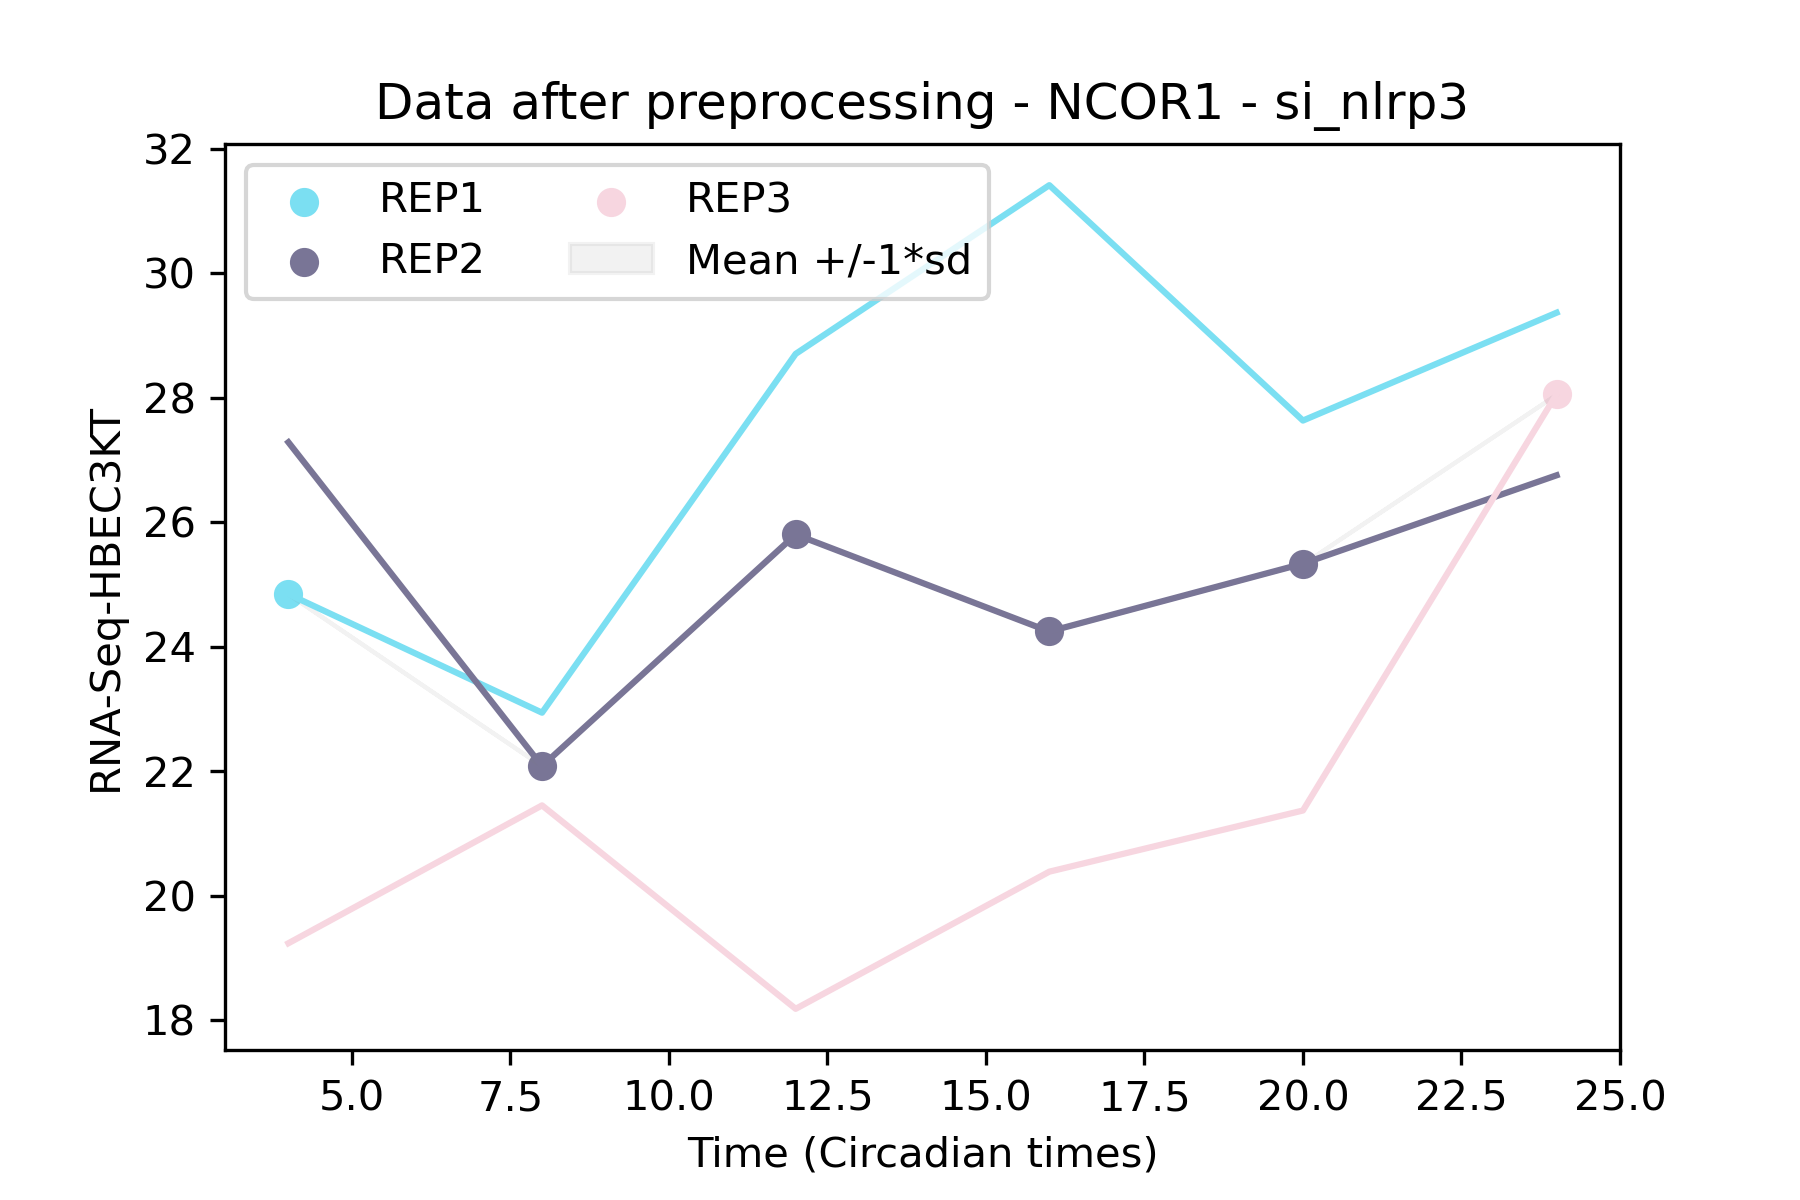 Data after preprocessing - NCOR1 - si_nlrp3
REP1
REP2
REP3
Mean +/-1*sd
RNA-Seq-HBEC3KT
32
30
28
26
24
22
20
18
5.0 7.5 10.0 12.5 15.0 17.5 20.0 22.5 25.0
Time (Circadian times)